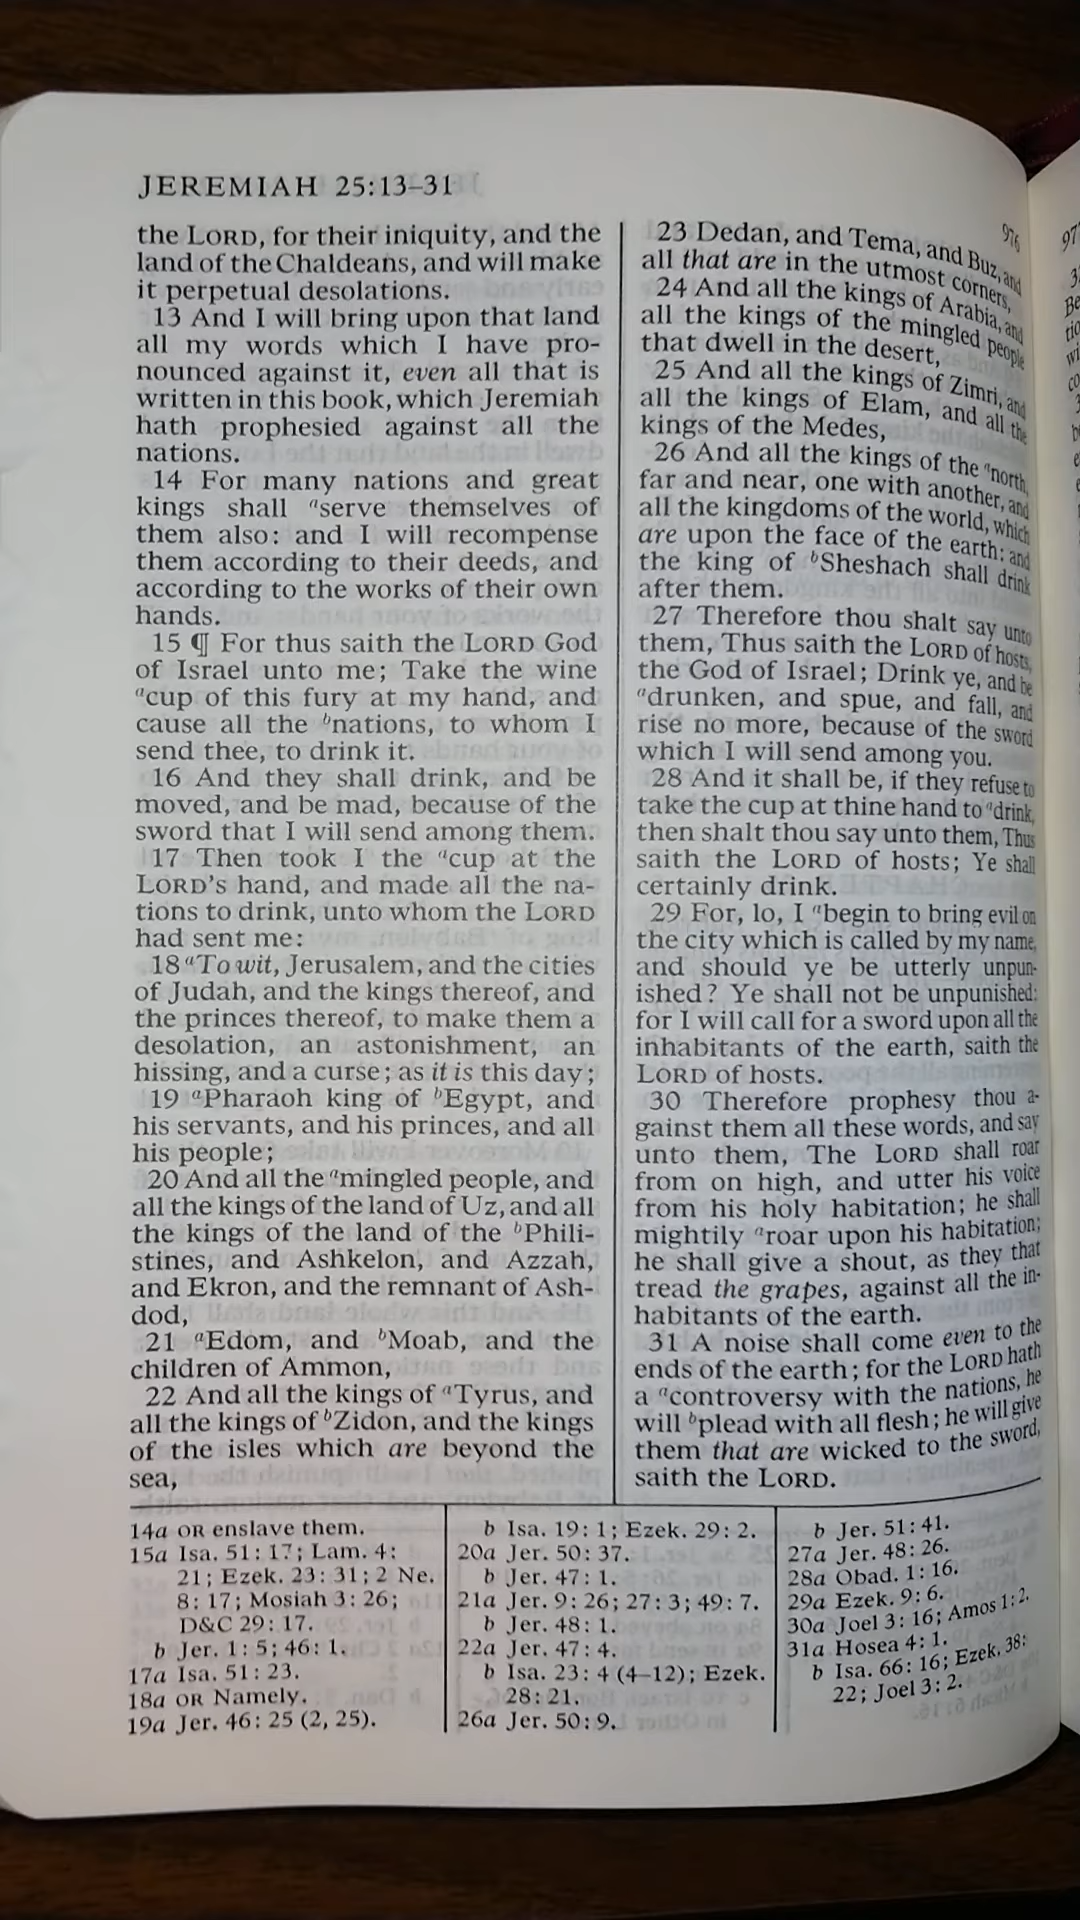 JEREMIAH 25:13–31
976
the LORD, for their iniquity, and the
land of the Chaldeans, and will make
it perpetual desolations.
13 And I will bring upon that land
all my words which I have pro-
nounced against it, even all that is
written in this book, which Jeremiah
hath prophesied against all the
nations.
14 For many nations and great
kings shall ᵃserve themselves of
them also: and I will recompense
them according to their deeds, and
according to the works of their own
hands.
15 ¶ For thus saith the LORD God
of Israel unto me; Take the wine
ᵃcup of this fury at my hand, and
cause all the ᵇnations, to whom I
send thee, to drink it.
16 And they shall drink, and be
moved, and be mad, because of the
sword that I will send among them.
17 Then took I the ᵃcup at the
LORD'S hand, and made all the na-
tions to drink, unto whom the LORD
had sent me:
18 ᵃTo wit, Jerusalem, and the cities
of Judah, and the kings thereof, and
the princes thereof, to make them a
desolation, an astonishment, an
hissing, and a curse; as it is this day;
19 ᵃPharaoh king of ᵇEgypt, and
his servants, and his princes, and all
his people;
20 And all the ᵃmingled people, and
all the kings of the land of Uz, and all
the kings of the land of the ᵇPhili-
stines, and Ashkelon, and Azzah,
and Ekron, and the remnant of Ash-
dod,
21 ᵃEdom, and ᵇMoab, and the
children of Ammon,
22 And all the kings of ᵃTyrus, and
all the kings of ᵇZidon, and the kings
of the isles which are beyond the
sea,
23 Dedan, and Tema, and Buz, and
all that are in the utmost corners,
24 And all the kings of Arabia, and
all the kings of the mingled people
that dwell in the desert,
25 And all the kings of Zimri, and
all the kings of Elam, and all the
kings of the Medes,
26 And all the kings of the ᵃnorth,
far and near, one with another, and
all the kingdoms of the world, which
are upon the face of the earth: and
the king of ᵇSheshach shall drink
after them.
27 Therefore thou shalt say unto
them, Thus saith the LORD of hosts,
the God of Israel; Drink ye, and be
ᵃdrunken, and spue, and fall, and
rise no more, because of the sword
which I will send among you.
28 And it shall be, if they refuse to
take the cup at thine hand to ᵃdrink,
then shalt thou say unto them, Thus
saith the LORD of hosts; Ye shall
certainly drink.
29 For, lo, I ᵃbegin to bring evil on
the city which is called by my name,
and should ye be utterly unpun-
ished? Ye shall not be unpunished:
for I will call for a sword upon all the
inhabitants of the earth, saith the
LORD of hosts.
30 Therefore prophesy thou a-
gainst them all these words, and say
unto them, The LORD shall roar
from on high, and utter his voice
from his holy habitation; he shall
mightily ᵃroar upon his habitation;
he shall give a shout, as they that
tread the grapes, against all the in-
habitants of the earth.
31 A noise shall come even to the
ends of the earth; for the LORD hath
a ᵃcontroversy with the nations, he
will ᵇplead with all flesh; he will give
them that are wicked to the sword,
saith the LORD.
14a OR enslave them.
15a Isa. 51: 17; Lam. 4:
21; Ezek. 23: 31; 2 Ne.
8: 17; Mosiah 3: 26;
D&C 29: 17.
b Jer. 1: 5; 46: 1.
17a Isa. 51: 23.
18a OR Namely.
19a Jer. 46: 25 (2, 25).
b Isa. 19: 1; Ezek. 29: 2.
20a Jer. 50: 37.
b Jer. 47: 1.
21a Jer. 9: 26; 27: 3; 49: 7.
b Jer. 48: 1.
22a Jer. 47: 4.
b Isa. 23: 4 (4–12); Ezek.
28: 21.
26a Jer. 50: 9.
b Jer. 51: 41.
27a Jer. 48: 26.
28a Obad. 1: 16.
29a Ezek. 9: 6.
30a Joel 3: 16; Amos 1: 2.
31a Hosea 4: 1.
b Isa. 66: 16; Ezek. 38:
22; Joel 3: 2.